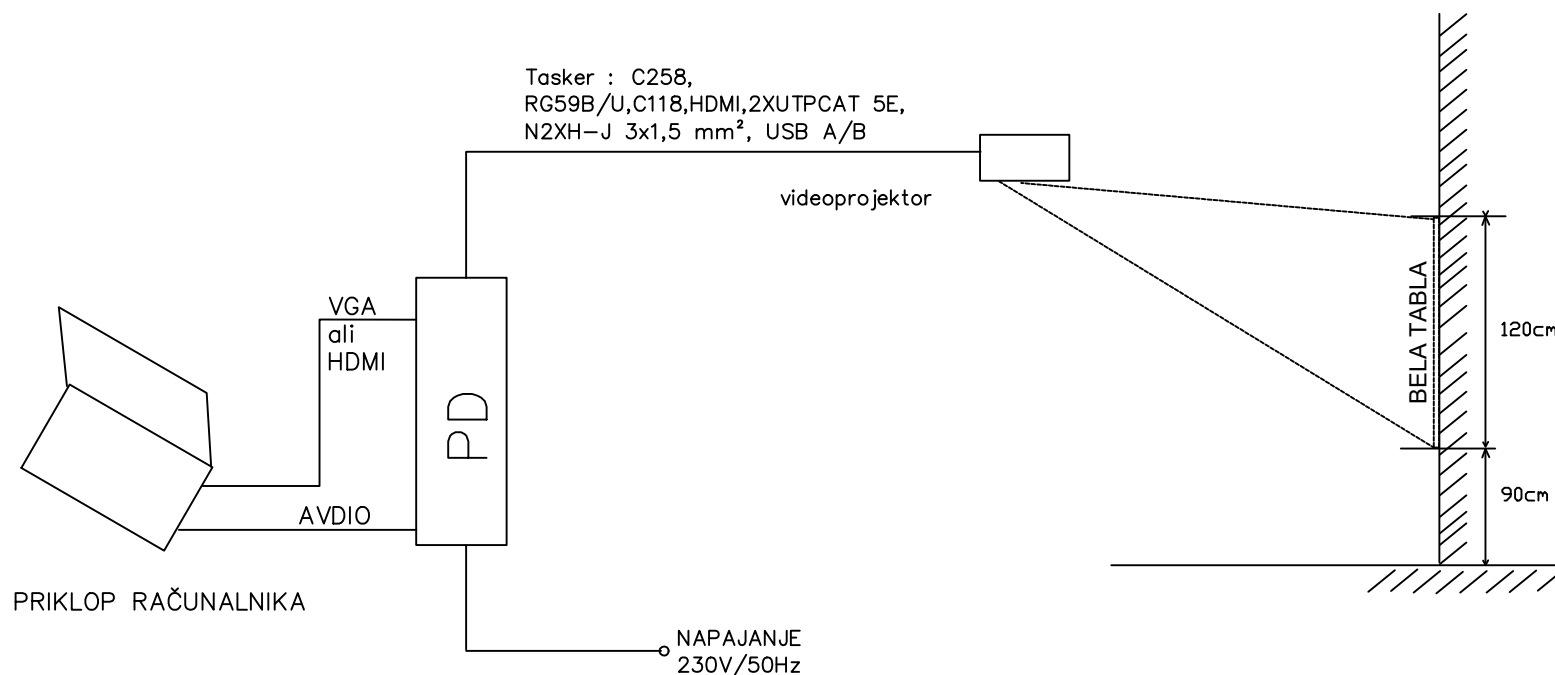 Tasker : C258,
RG59B/U,C118,HDMI,2XUTPCAT 5E,
N2XH-J 3x1,5 mm², USB A/B
videoprojektor
VGA
ali
HDMI
PD
BELA TABLA
120cm
90cm
AVDIO
PRIKLOP RAČUNALNIKA
NAPAJANJE
230V/50Hz